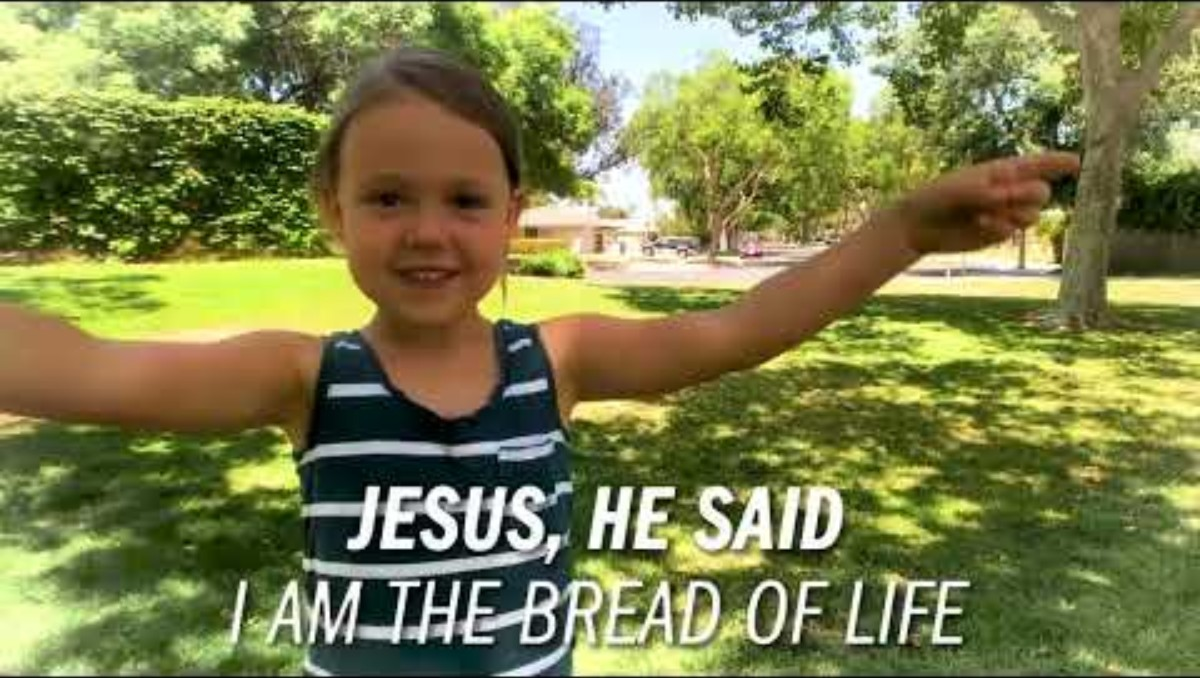 JESUS, HE SAID
I AM THE BREAD OF LIFE